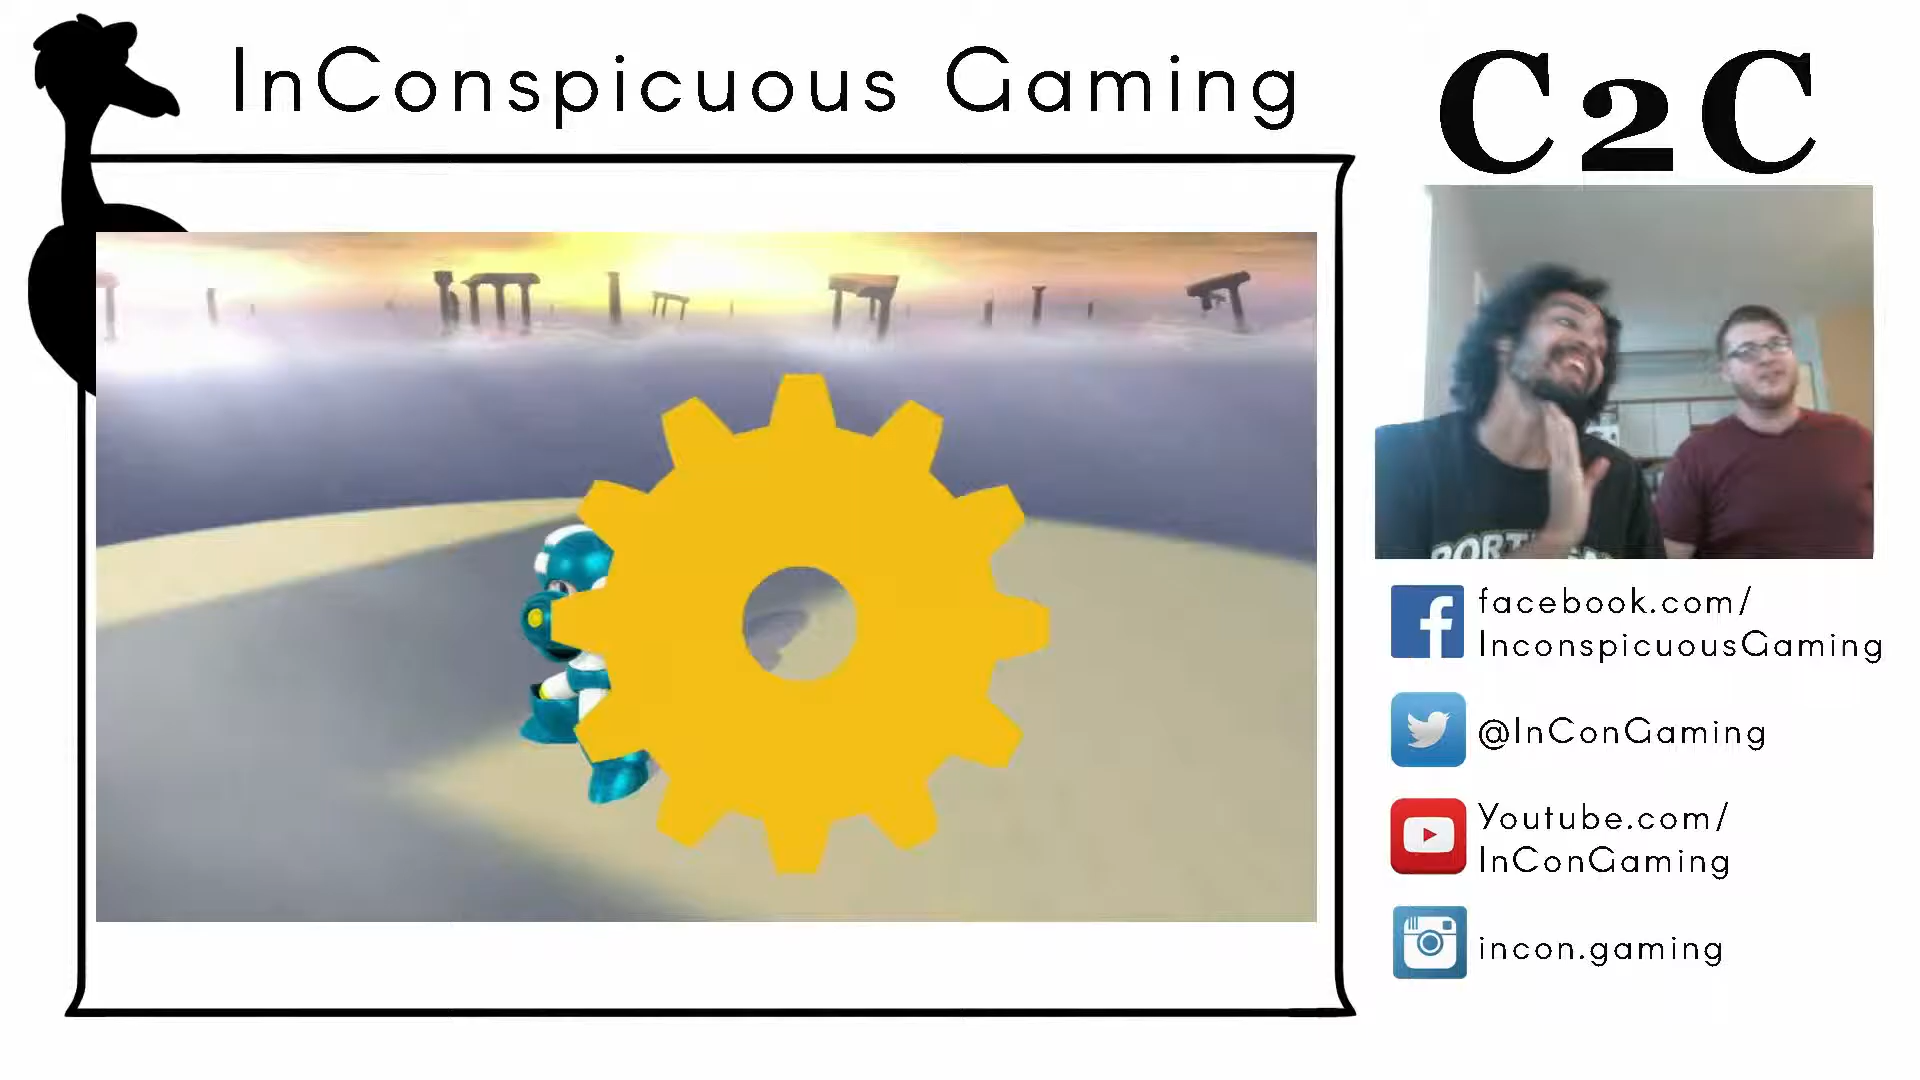 InConspicuous Gaming
C2C
facebook.com/
InconspicuousGaming
@InConGaming
Youtube.com/
InConGaming
incon.gaming